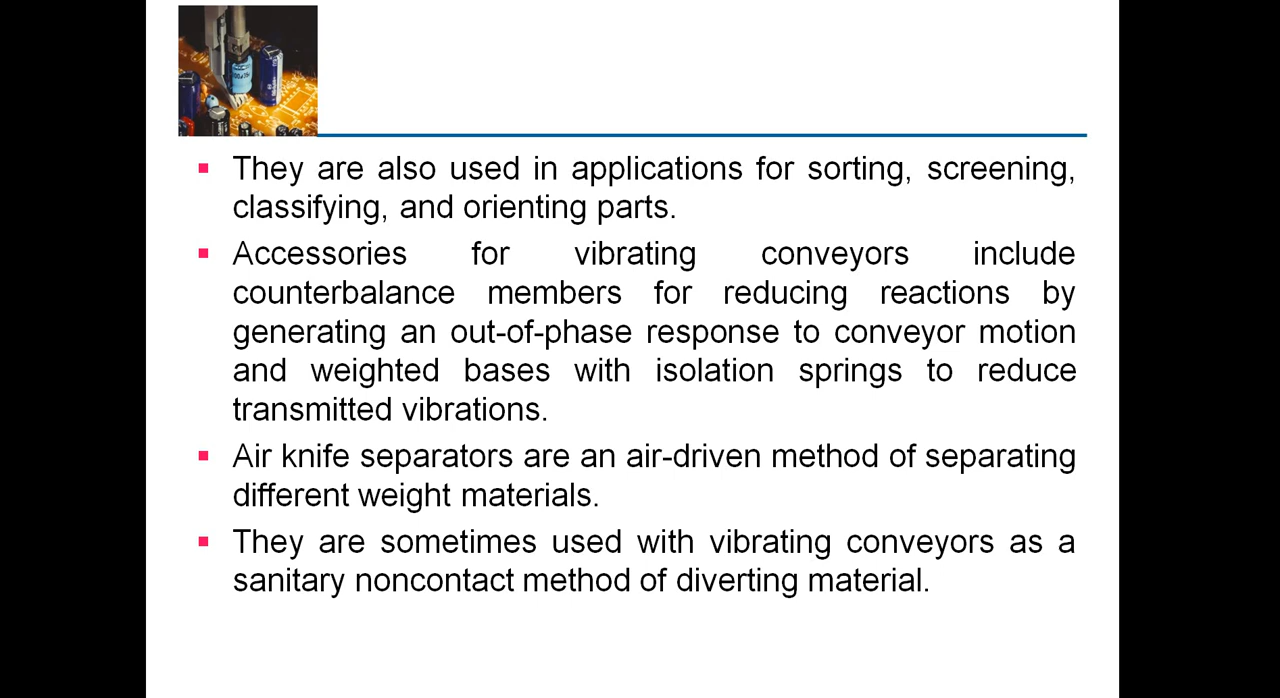 They are also used in applications for sorting, screening,
classifying, and orienting parts.
Accessories for vibrating conveyors include
counterbalance members for reducing reactions by
generating an out-of-phase response to conveyor motion
and weighted bases with isolation springs to reduce
transmitted vibrations.
Air knife separators are an air-driven method of separating
different weight materials.
They are sometimes used with vibrating conveyors as a
sanitary noncontact method of diverting material.